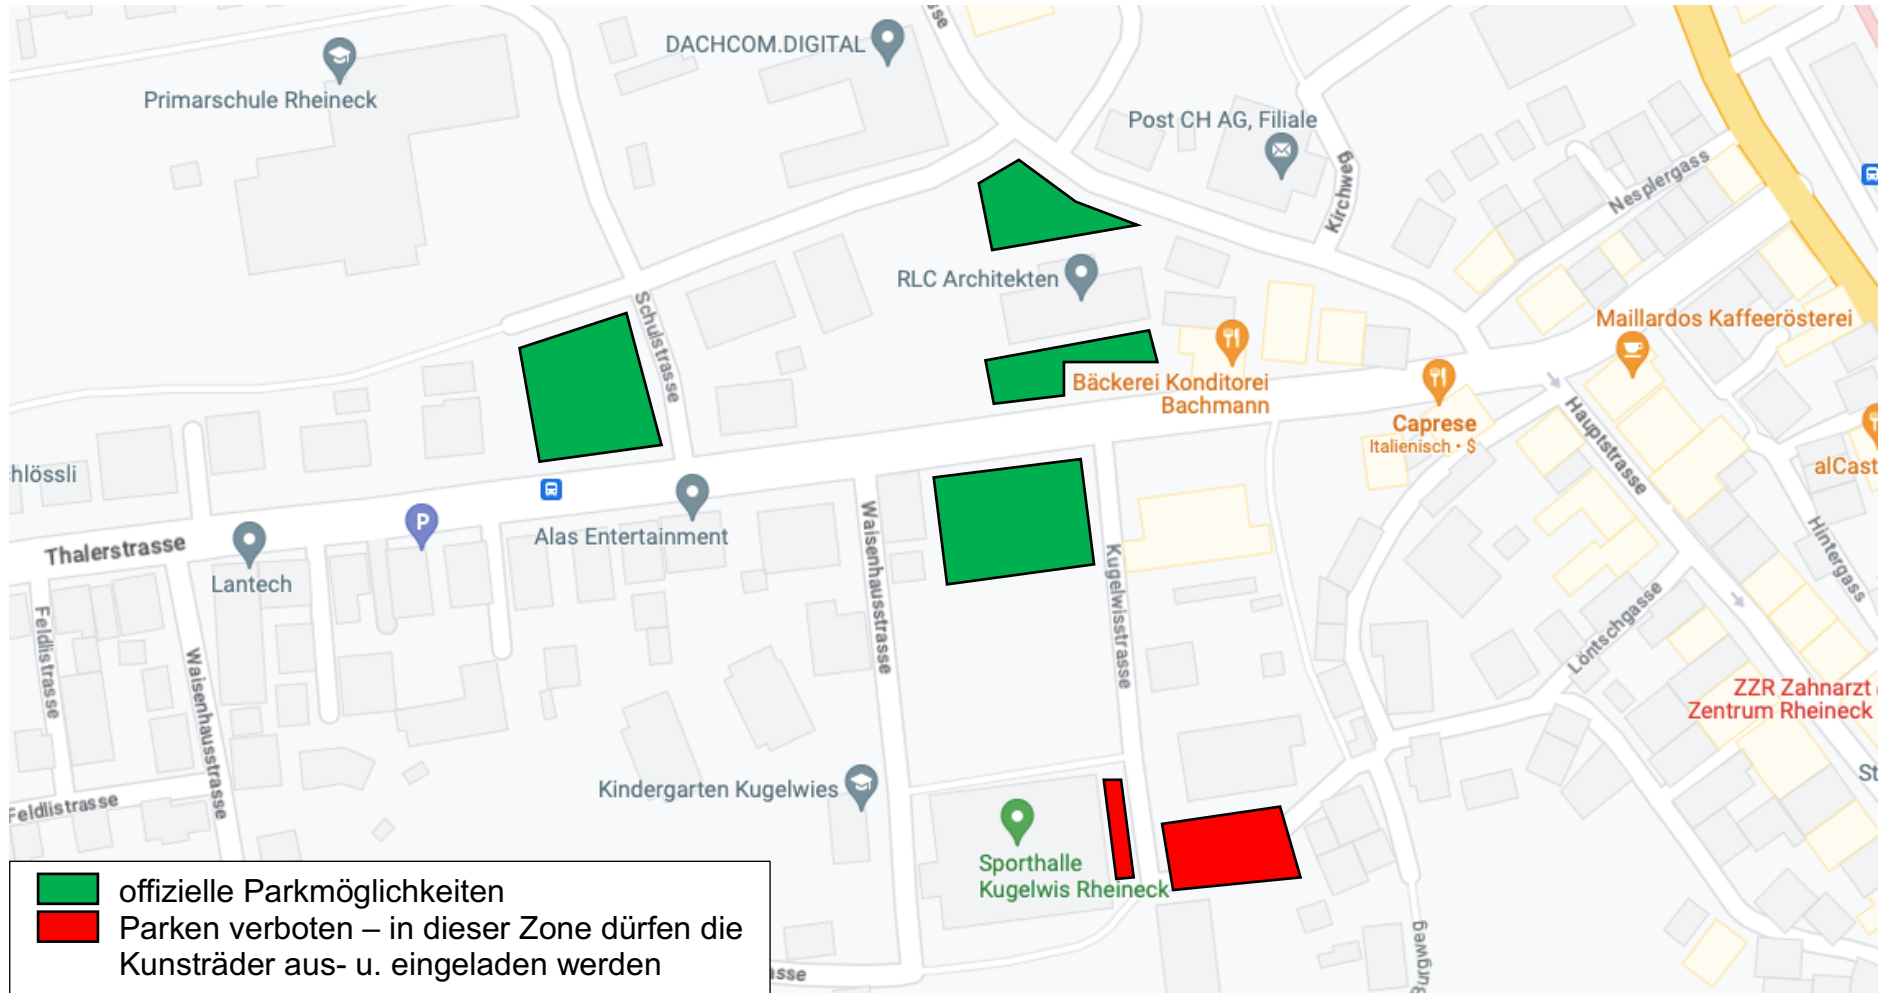 DACHCOM.DIGITAL
Primarschule Rheineck
Post CH AG, Filiale
Kirchweg
Nesplergass
RLC Architekten
Schulstrasse
Maillardos Kaffeerösterei
Bäckerei Konditorei
Bachmann
Caprese
Italienisch • $
Hauptstrasse
alCast
hlössli
P
Thalerstrasse
Lantech
Alas Entertainment
Waisenhausstrasse
Kugelwisstrasse
Hintergass
Löntschgasse
Feldlistrasse
Waisenhausstrasse
ZZR Zahnarzt
Zentrum Rheineck
St
Feldlistrasse
Kindergarten Kugelwies
Sporthalle
Kugelwis Rheineck
offizielle Parkmöglichkeiten
Parken verboten – in dieser Zone dürfen die
Kunsträder aus- u. eingeladen werden